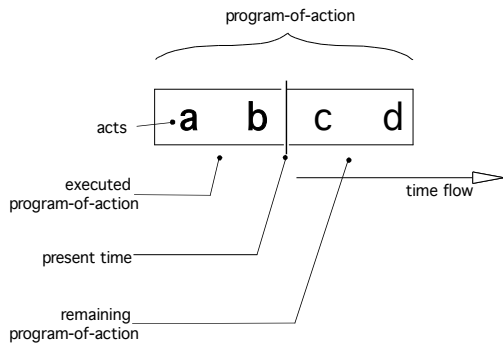 program-of-action
acts
a b c d
executed
program-of-action
time flow
present time
remaining
program-of-action